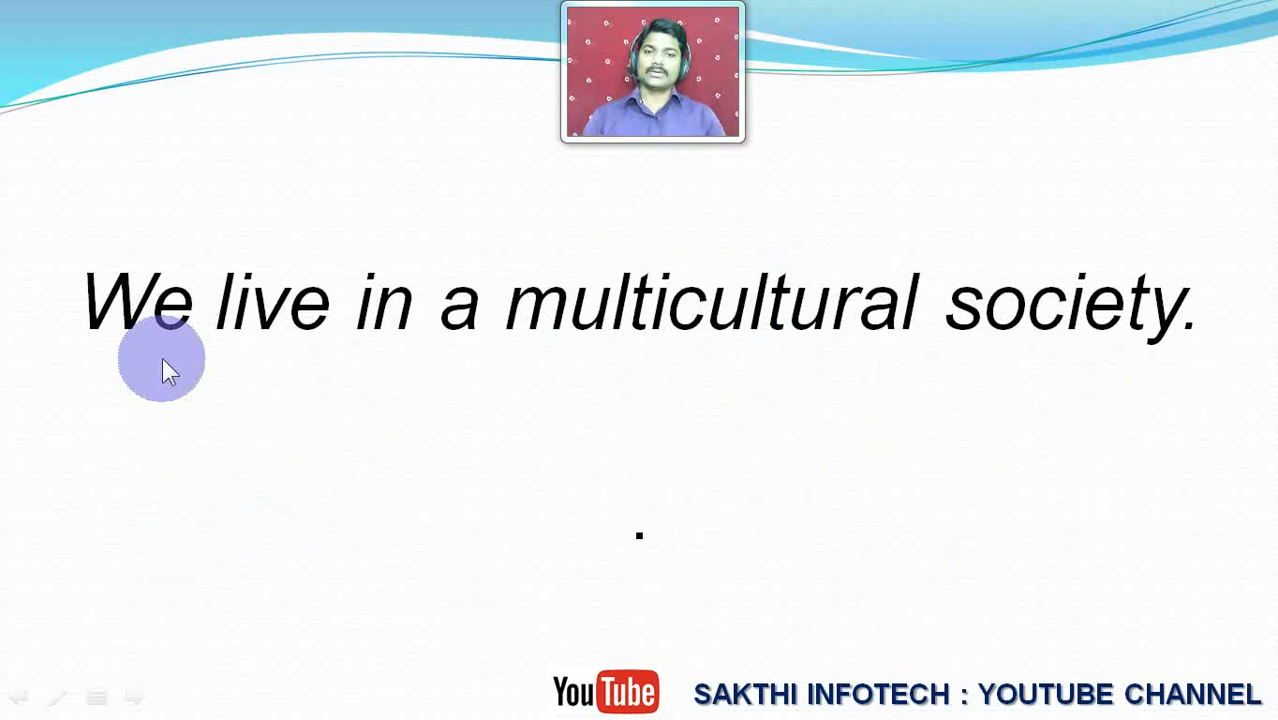 We live in a multicultural society.
.
YouTube SAKTHI INFOTECH : YOUTUBE CHANNEL